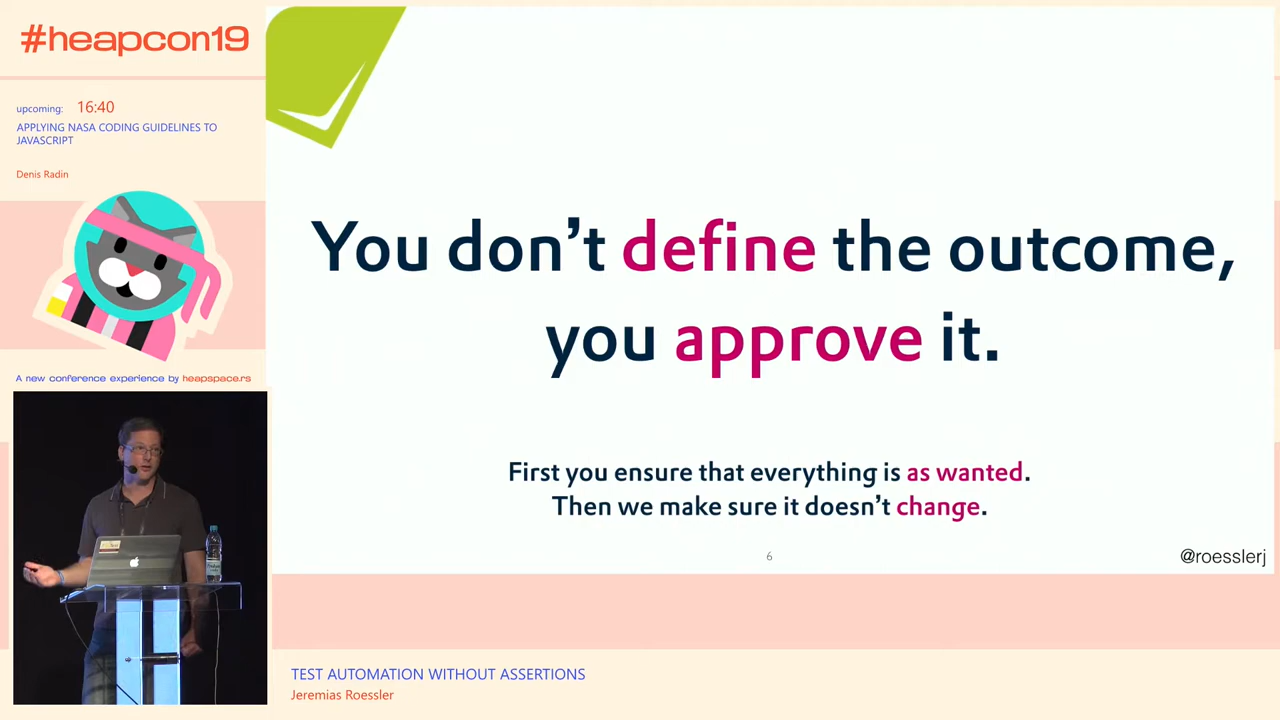 #heapcon19
upcoming: 16:40
APPLYING NASA CODING GUIDELINES TO
JAVASCRIPT
Denis Radin
A new conference experience by heapspace.rs
You don’t define the outcome,
you approve it.
First you ensure that everything is as wanted.
Then we make sure it doesn’t change.
6
@roesslerj
TEST AUTOMATION WITHOUT ASSERTIONS
Jeremias Roessler